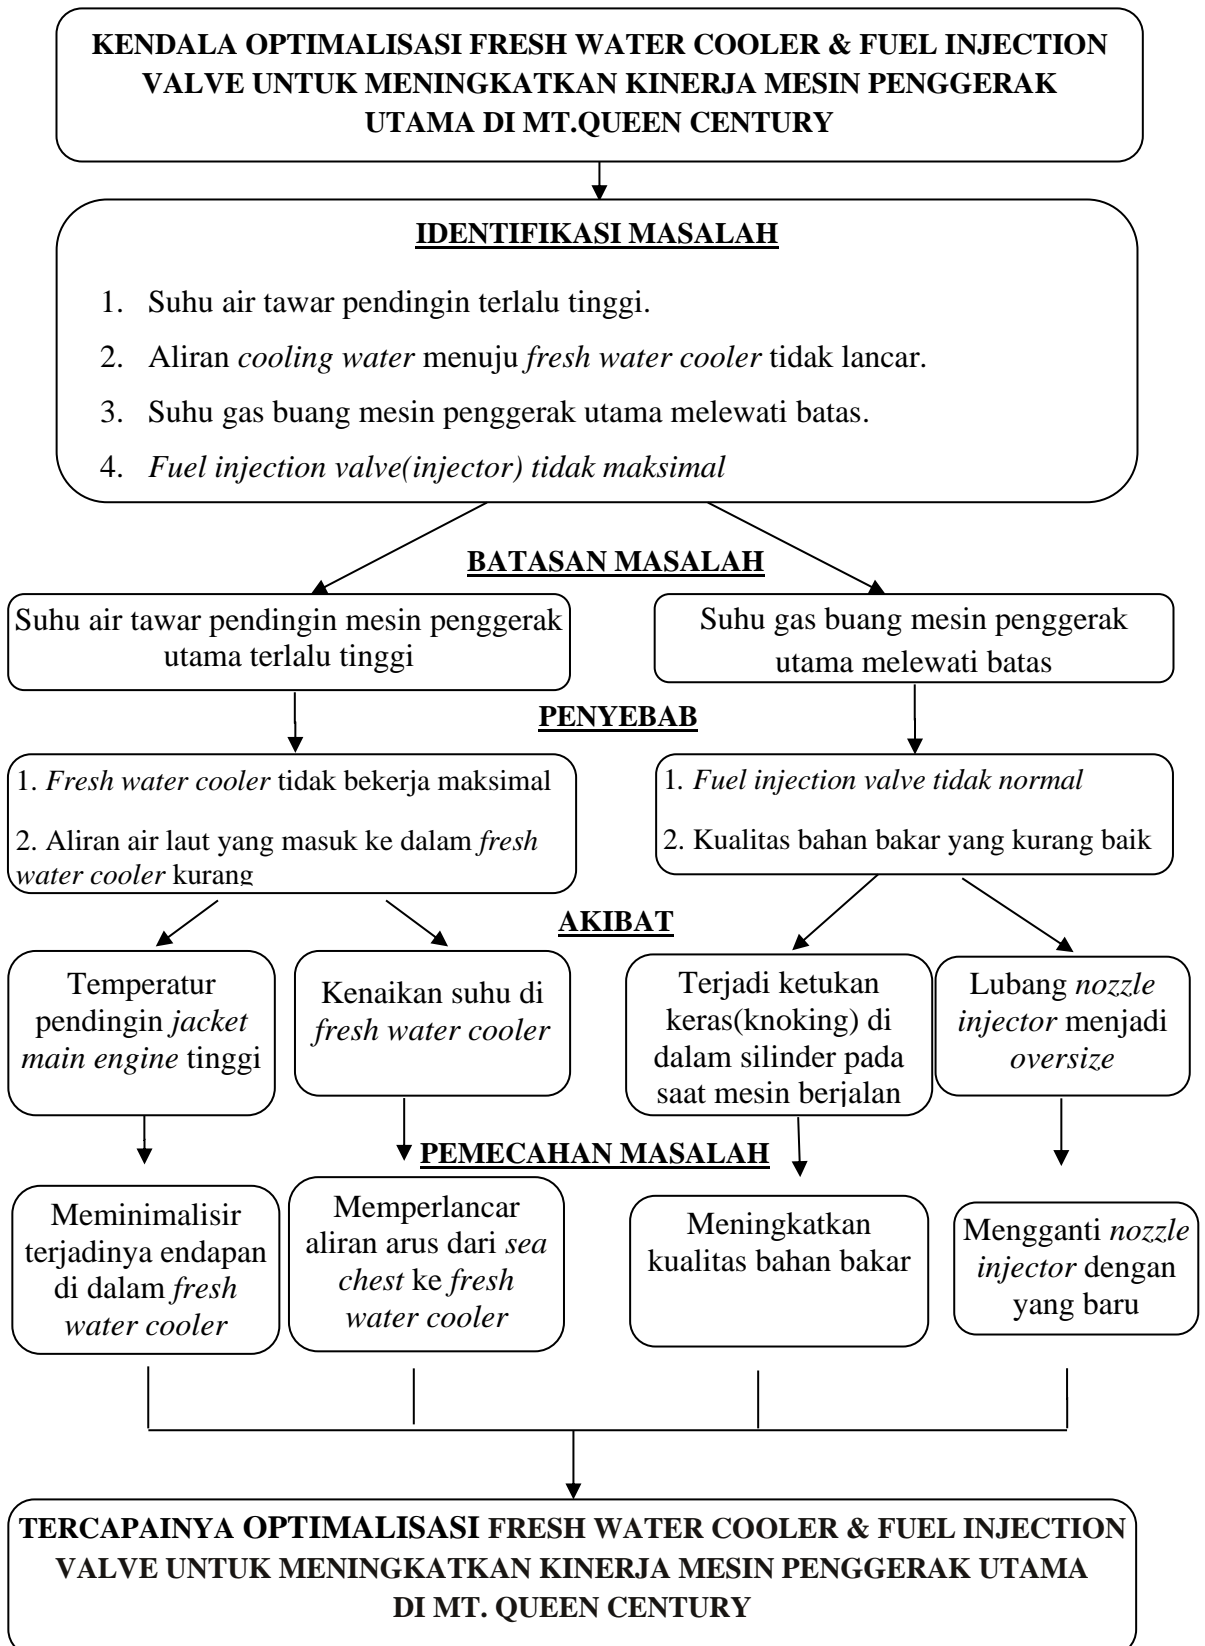 KENDALA OPTIMALISASI FRESH WATER COOLER & FUEL INJECTION
VALVE UNTUK MENINGKATKAN KINERJA MESIN PENGGERAK
UTAMA DI MT.QUEEN CENTURY
IDENTIFIKASI MASALAH
1. Suhu air tawar pendingin terlalu tinggi.
2. Aliran cooling water menuju fresh water cooler tidak lancar.
3. Suhu gas buang mesin penggerak utama melewati batas.
4. Fuel injection valve(injector) tidak maksimal
BATASAN MASALAH
Suhu air tawar pendingin mesin penggerak
utama terlalu tinggi
Suhu gas buang mesin penggerak
utama melewati batas
PENYEBAB
1. Fresh water cooler tidak bekerja maksimal
2. Aliran air laut yang masuk ke dalam fresh
water cooler kurang
1. Fuel injection valve tidak normal
2. Kualitas bahan bakar yang kurang baik
AKIBAT
Temperatur
pendingin jacket
main engine tinggi
Kenaikan suhu di
fresh water cooler
Terjadi ketukan
keras(knoking) di
dalam silinder pada
saat mesin berjalan
Lubang nozzle
injector menjadi
oversize
PEMECAHAN MASALAH
Meminimalisir
terjadinya endapan
di dalam fresh
water cooler
Memperlancar
aliran arus dari sea
chest ke fresh
water cooler
Meningkatkan
kualitas bahan bakar
Mengganti nozzle
injector dengan
yang baru
TERCAPAINYA OPTIMALISASI FRESH WATER COOLER & FUEL INJECTION
VALVE UNTUK MENINGKATKAN KINERJA MESIN PENGGERAK UTAMA
DI MT. QUEEN CENTURY